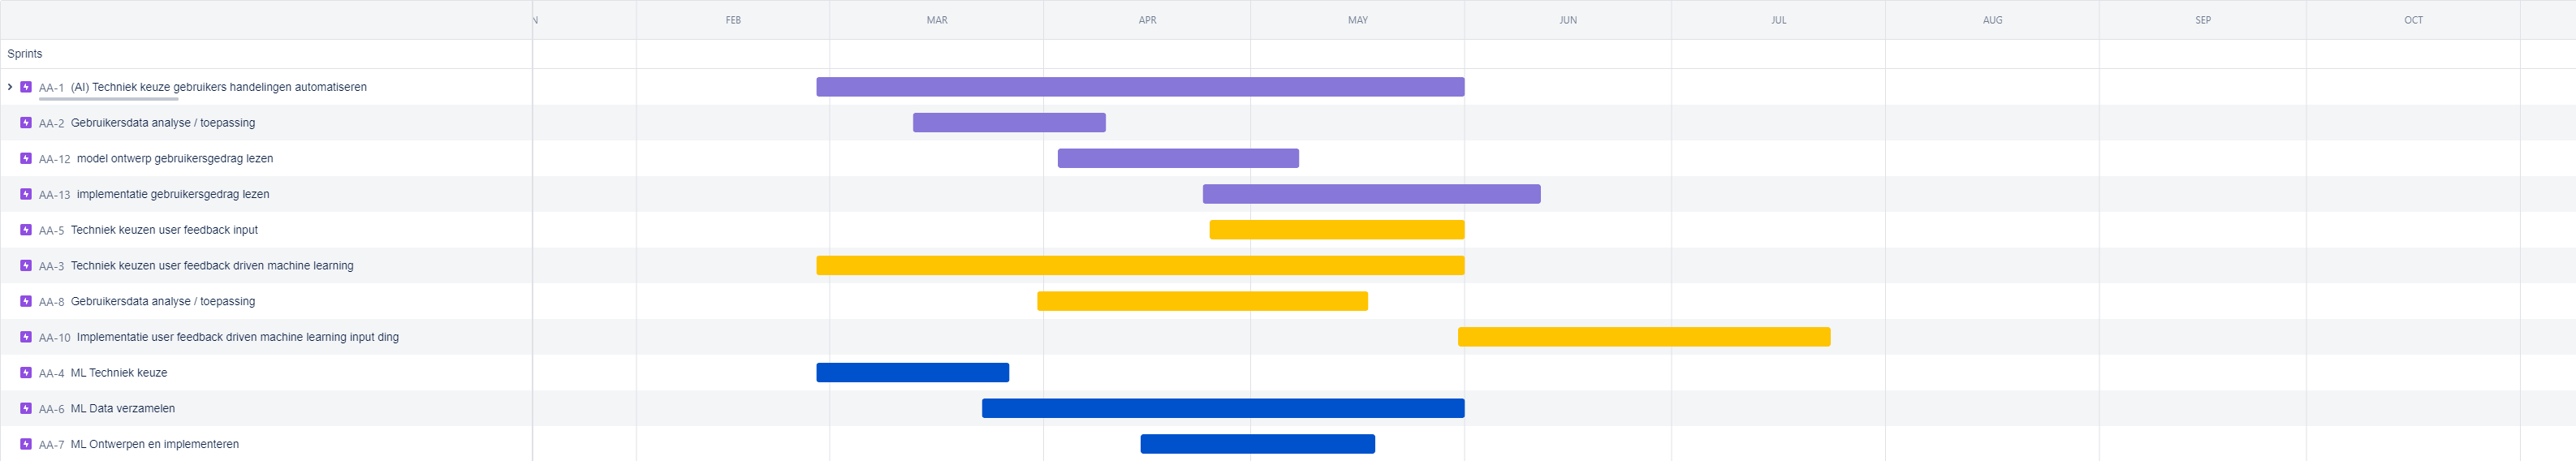 N FEB MAR APR MAY JUN JUL AUG SEP OCT
Sprints
AA-1 (AI) Techniek keuze gebruikers handelingen automatiseren
AA-2 Gebruikersdata analyse / toepassing
AA-12 model ontwerp gebruikersgedrag lezen
AA-13 implementatie gebruikersgedrag lezen
AA-5 Techniek keuzen user feedback input
AA-3 Techniek keuzen user feedback driven machine learning
AA-8 Gebruikersdata analyse / toepassing
AA-10 Implementatie user feedback driven machine learning input ding
AA-4 ML Techniek keuze
AA-6 ML Data verzamelen
AA-7 ML Ontwerpen en implementeren